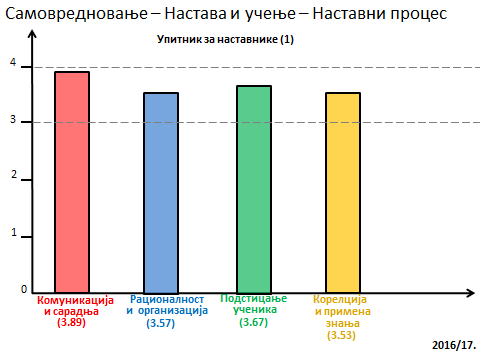 Самовредновање – Настава и учење – Наставни процес
Упитник за наставнике (1)
4
3
2
1
0
Комуникација
и сарадња
(3.89)
Рационалност
и организација
(3.57)
Подстицање
ученика
(3.67)
Корелција
и примена
знања
(3.53)
2016/17.